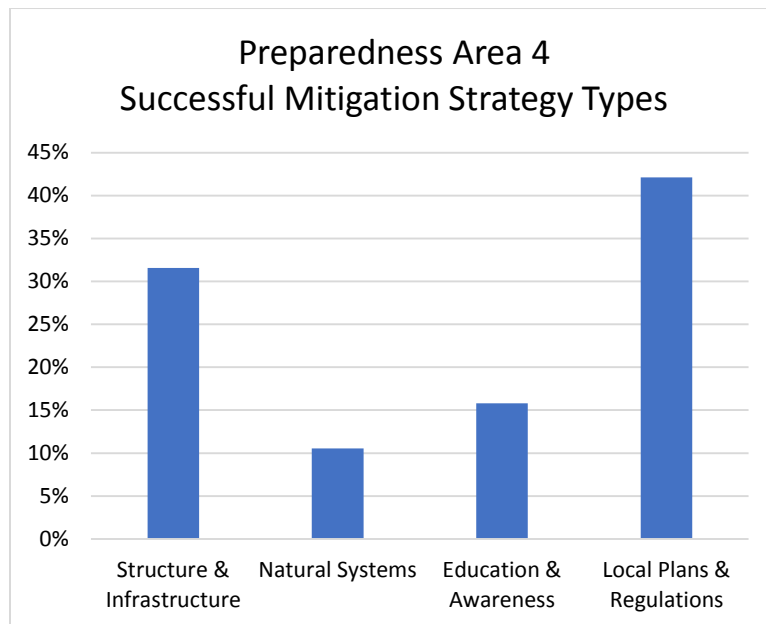 Preparedness Area 4
Successful Mitigation Strategy Types
45%
40%
35%
30%
25%
20%
15%
10%
5%
0%
Structure &
Infrastructure
Natural Systems
Education &
Awareness
Local Plans &
Regulations